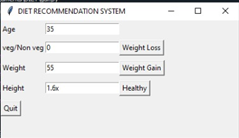 DIET RECOMMENDATION SYSTEM
Age 35
veg/Non veg 0 Weight Loss
Weight 55 Weight Gain
Height 1.6x Healthy
Quit